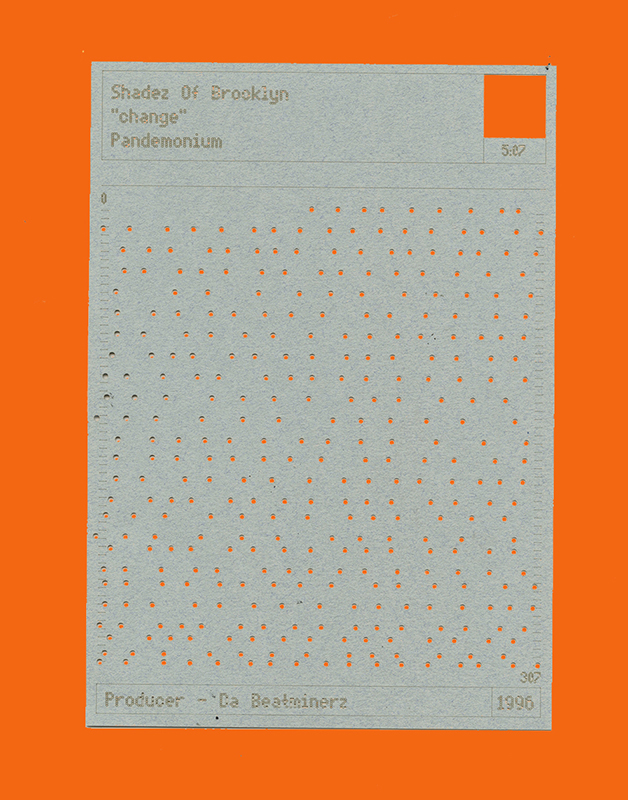 Shadez Of Brooklyn
"change"
Pandemonium
5:07
0
307
Producer - Da Beatminerz
1996